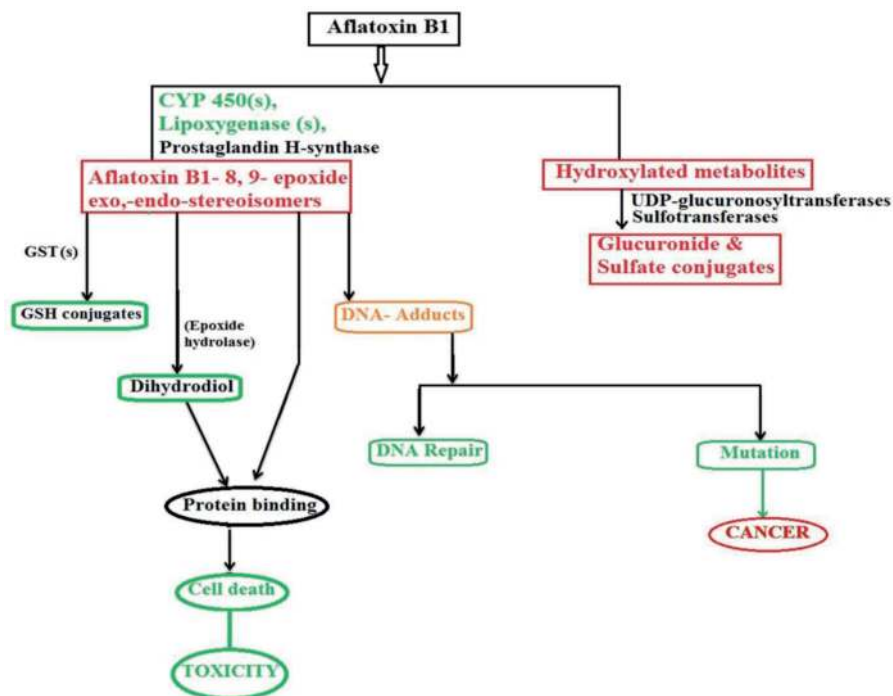 Aflatoxin B1
CYP 450(s),
Lipoxygenase (s),
Prostaglandin H-synthase
Aflatoxin B1- 8, 9- epoxide
exo,-endo-stereoisomers
Hydroxylated metabolites
UDP-glucuronosyltransferases
Sulfotransferases
Glucuronide &
Sulfate conjugates
GST(s)
GSH conjugates
(Epoxide
hydrolase)
DNA- Adducts
Dihydrodiol
DNA Repair
Mutation
Protein binding
CANCER
Cell death
TOXICITY